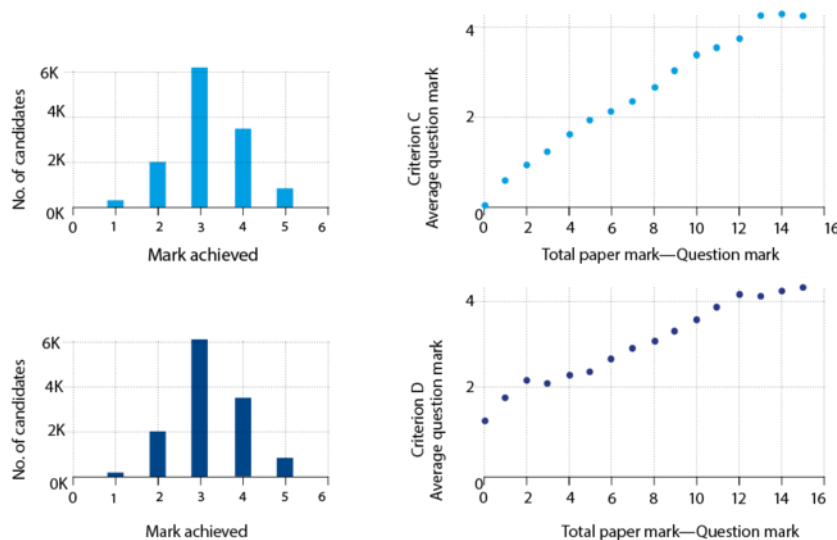 No. of candidates
6K
4K
2K
0K
0 1 2 3 4 5 6
Mark achieved
Criterion C
Average question mark
4
2
0
0 2 4 6 8 10 12 14 16
Total paper mark—Question mark
No. of candidates
6K
4K
2K
0K
0 1 2 3 4 5 6
Mark achieved
Criterion D
Average question mark
4
2
0
0 2 4 6 8 10 12 14 16
Total paper mark—Question mark